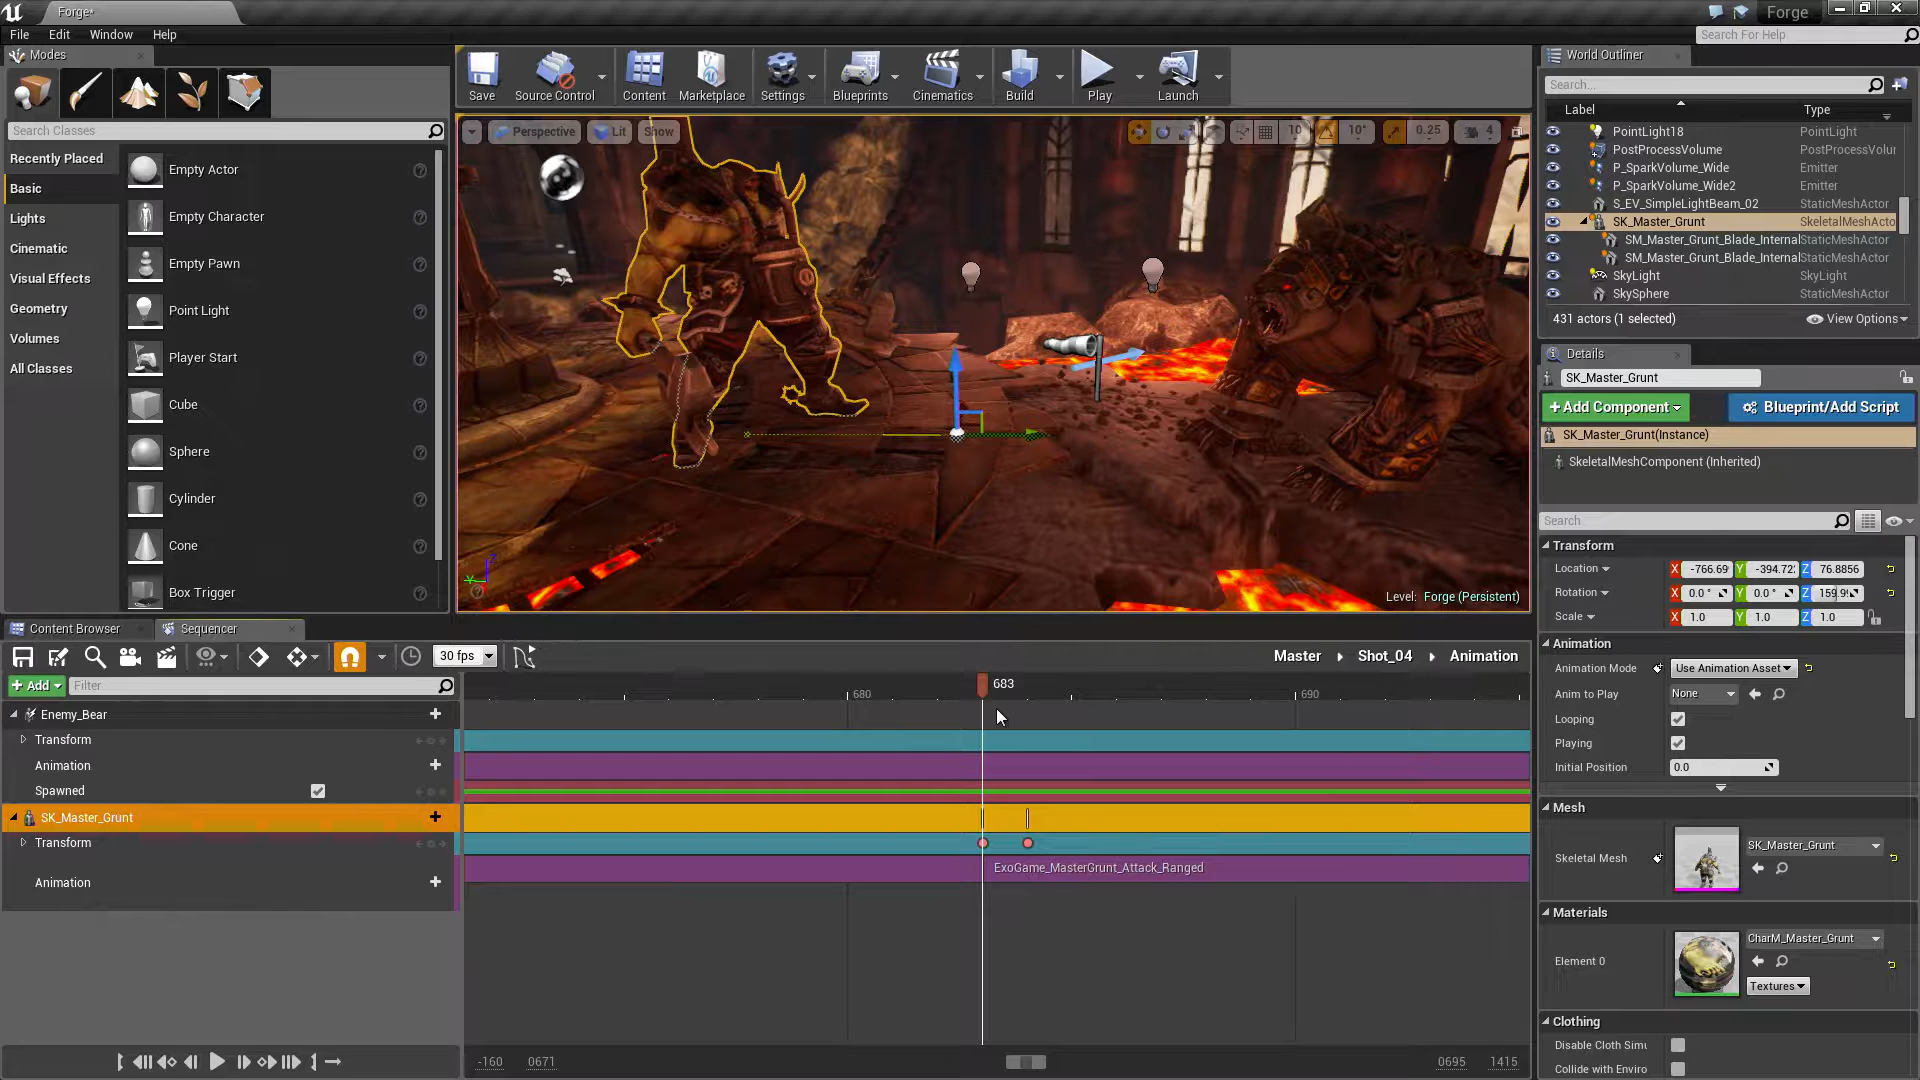 Forge*
Forge
File Edit Window Help
Search For Help
Modes
Search Classes
Recently Placed
Basic
Lights
Cinematic
Visual Effects
Geometry
Volumes
All Classes
Empty Actor
Empty Character
Empty Pawn
Point Light
Player Start
Cube
Sphere
Cylinder
Cone
Box Trigger
Save Source Control Content Marketplace Settings Blueprints Cinematics Build Play Launch
Perspective Lit Show
10 10° 0.25 4
Level: Forge (Persistent)
World Outliner
Search...
Label Type
PointLight18 PointLight
PostProcessVolume PostProcessVolur
P_SparkVolume_Wide Emitter
P_SparkVolume_Wide2 Emitter
S_EV_SimpleLightBeam_02 StaticMeshActor
SK_Master_Grunt SkeletalMeshActo
SM_Master_Grunt_Blade_Internal StaticMeshActor
SM_Master_Grunt_Blade_Internal StaticMeshActor
SkyLight SkyLight
SkySphere StaticMeshActor
431 actors (1 selected) View Options
Details
SK_Master_Grunt
+Add Component Blueprint/Add Script
SK_Master_Grunt(Instance)
SkeletalMeshComponent (Inherited)
Search
Transform
Location X -766.69 Y -394.72 Z 76.8856
Rotation X 0.0° Y 0.0° Z 159.9
Scale X 1.0 Y 1.0 Z 1.0
Animation
Animation Mode Use Animation Asset
Anim to Play None
Looping
Playing
Initial Position 0.0
Mesh
Skeletal Mesh SK_Master_Grunt
Materials
Element 0 CharM_Master_Grunt
Textures
Clothing
Disable Cloth Simu
Collide with Enviro
Content Browser Sequencer
30 fps
Master Shot_04 Animation
+ Add Filter
683
680 690
Enemy_Bear
Transform
Animation
Spawned
SK_Master_Grunt
Transform
Animation
ExoGame_MasterGrunt_Attack_Ranged
-160 0671 0695 1415